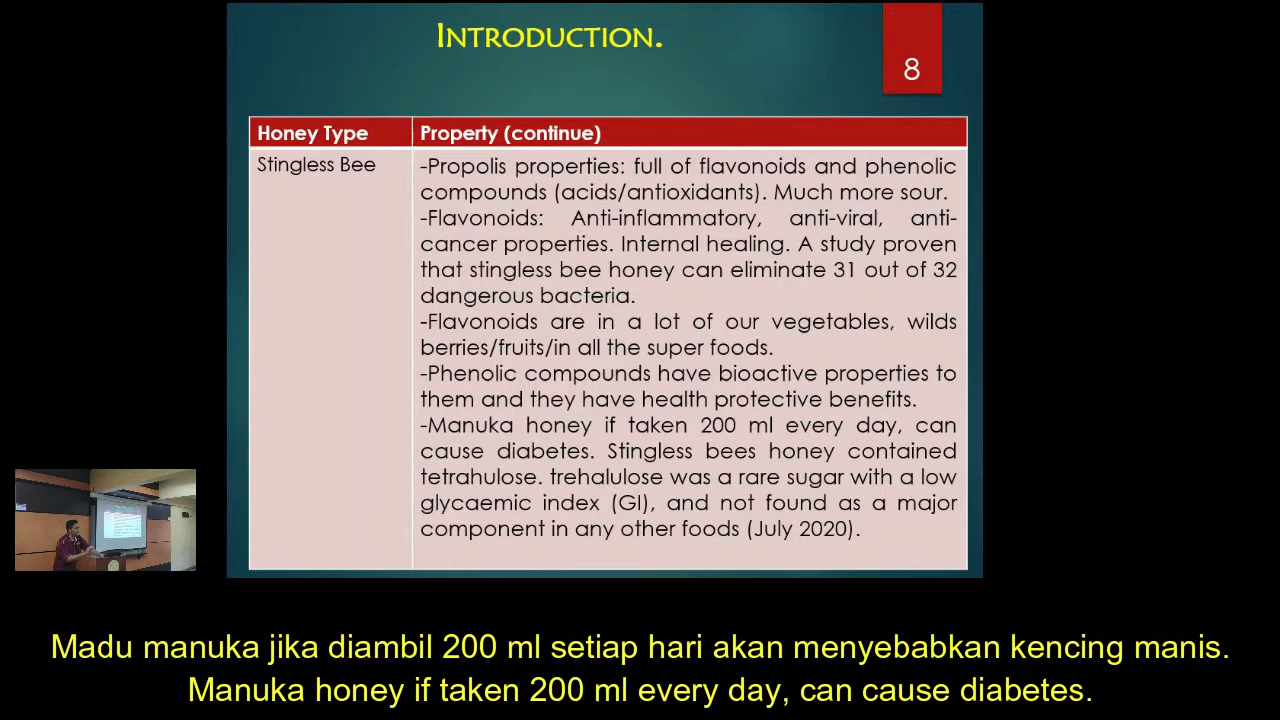 INTRODUCTION.
8
Honey Type
Property (continue)
Stingless Bee
-Propolis properties: full of flavonoids and phenolic
compounds (acids/antioxidants). Much more sour.
-Flavonoids: Anti-inflammatory, anti-viral, anti-
cancer properties. Internal healing. A study proven
that stingless bee honey can eliminate 31 out of 32
dangerous bacteria.
-Flavonoids are in a lot of our vegetables, wilds
berries/fruits/in all the super foods.
-Phenolic compounds have bioactive properties to
them and they have health protective benefits.
-Manuka honey if taken 200 ml every day, can
cause diabetes. Stingless bees honey contained
tetrahulose. trehalulose was a rare sugar with a low
glycaemic index (GI), and not found as a major
component in any other foods (July 2020).
Madu manuka jika diambil 200 ml setiap hari akan menyebabkan kencing manis.
Manuka honey if taken 200 ml every day, can cause diabetes.